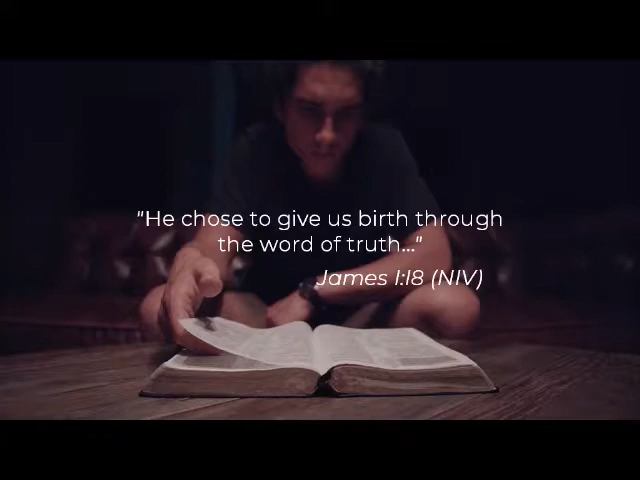 "He chose to give us birth through
the word of truth..."
James 1:18 (NIV)